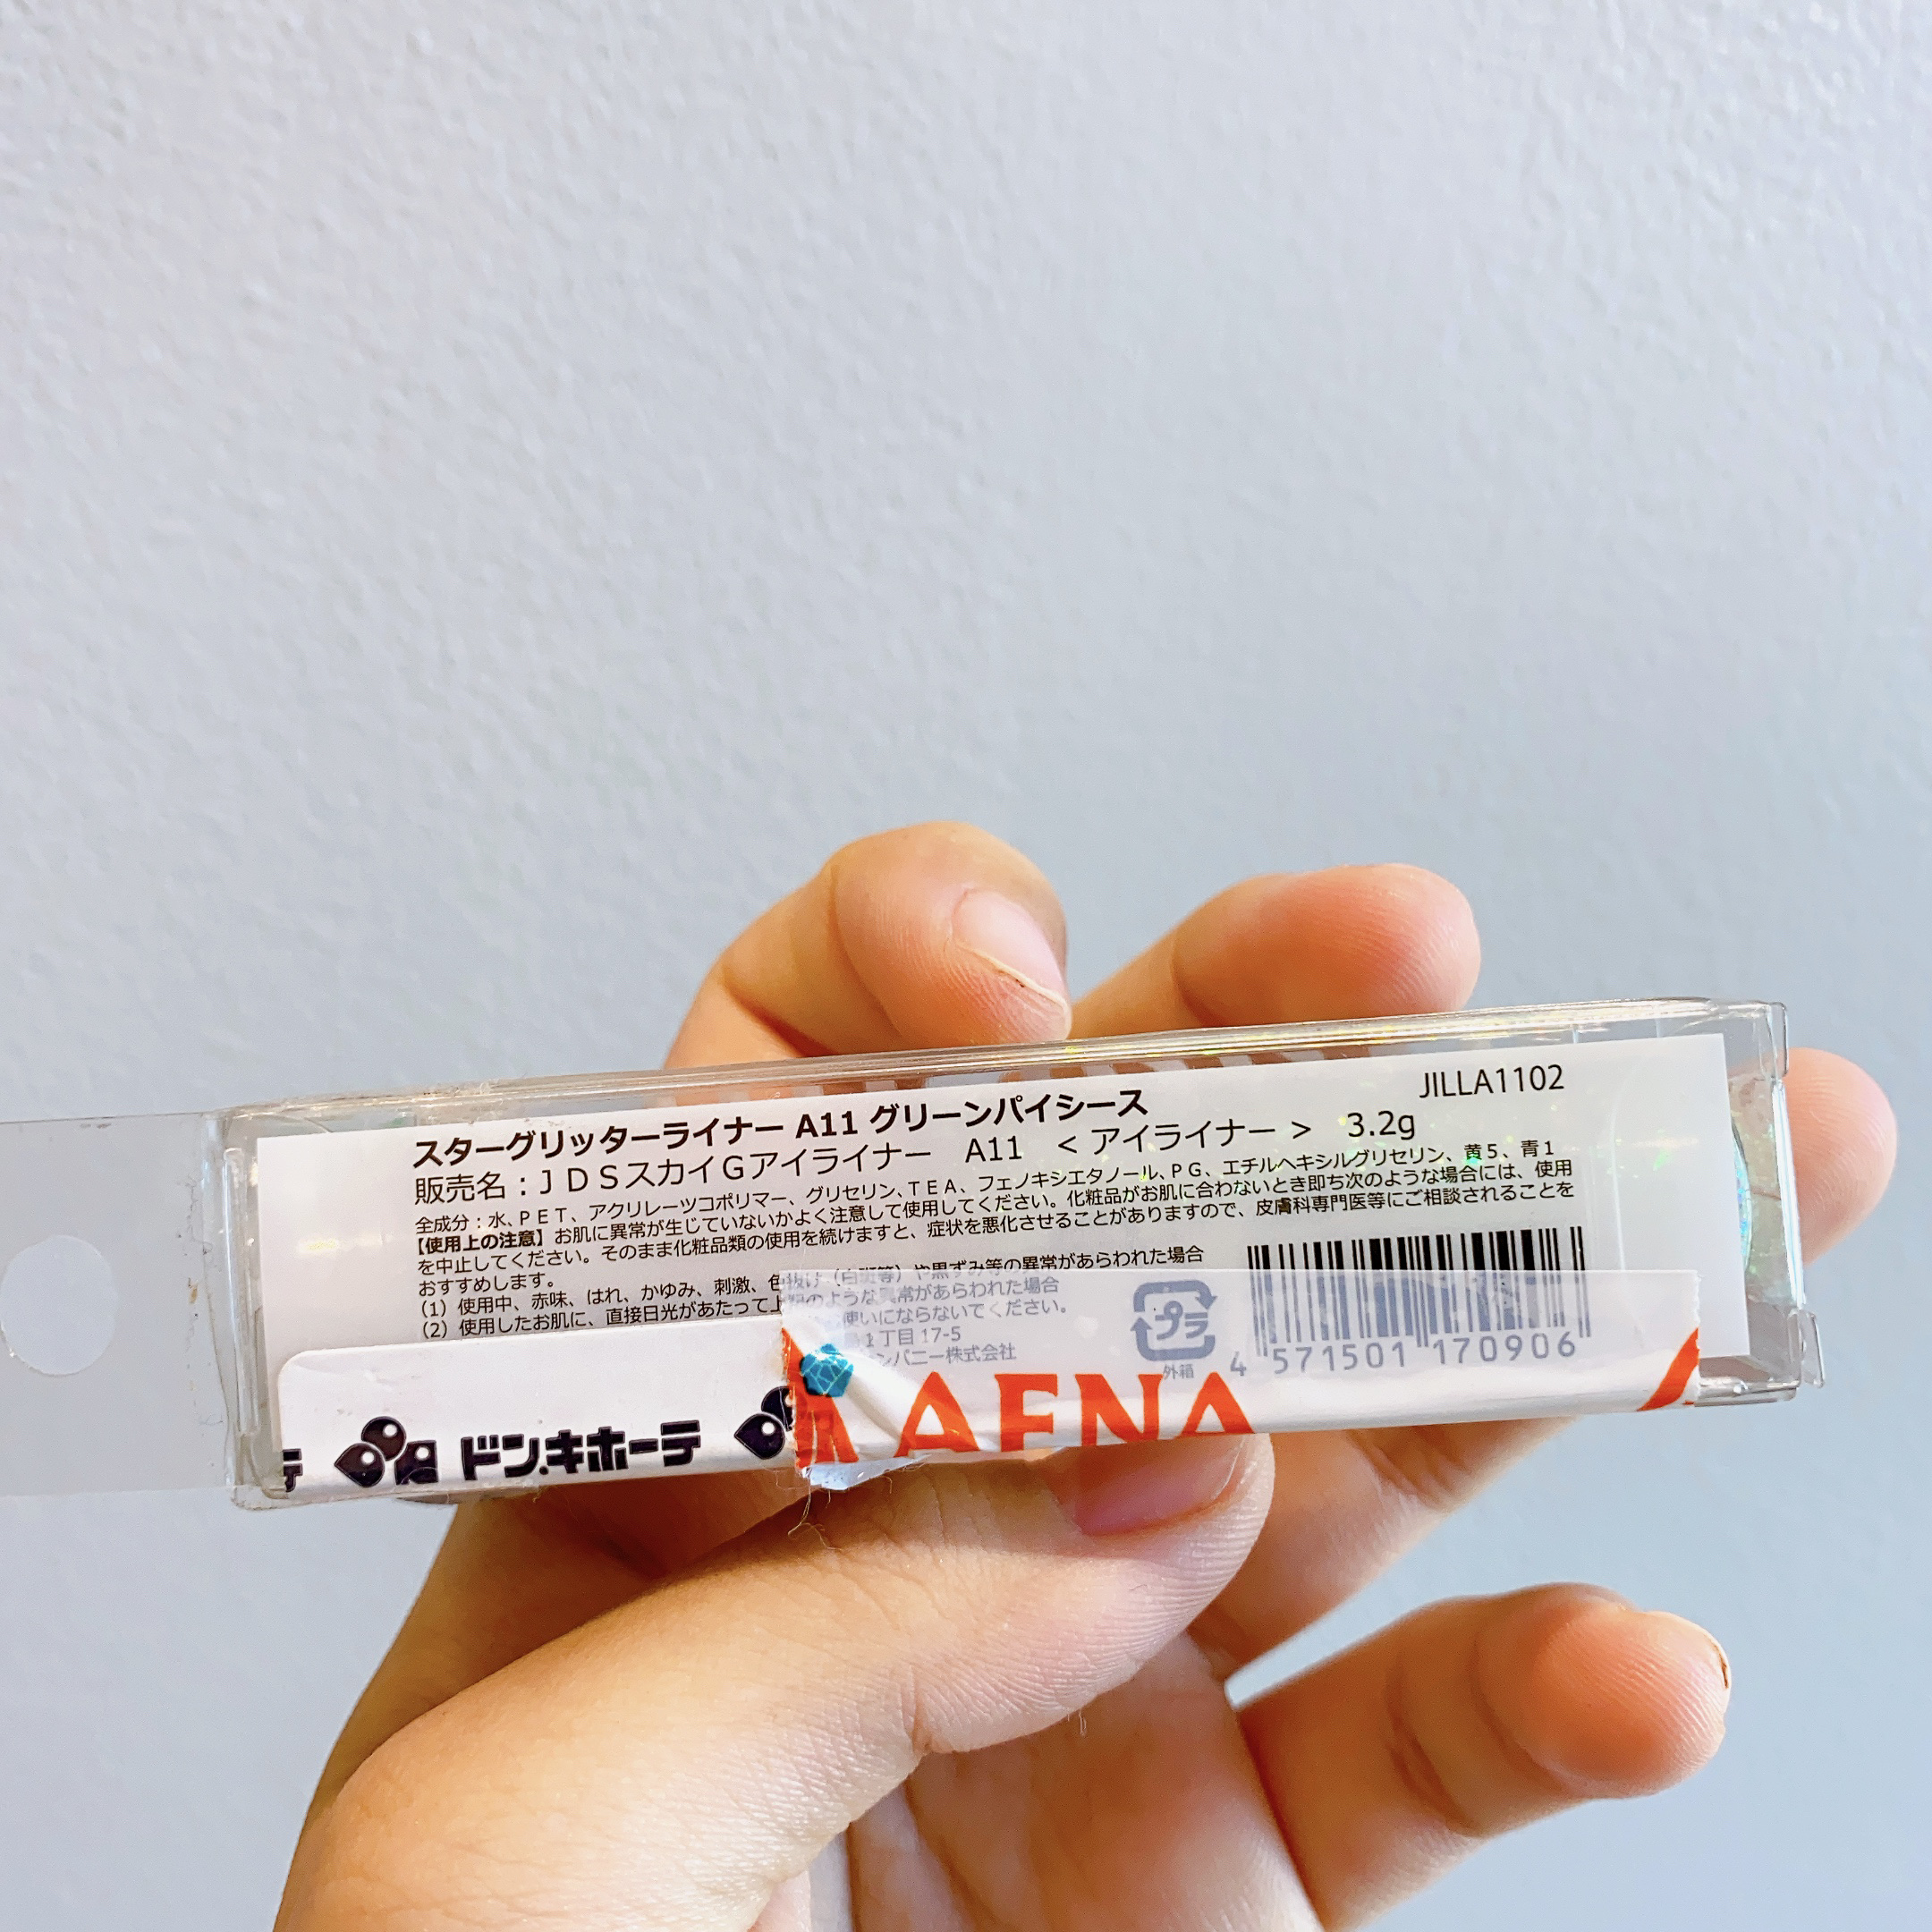 JILLA1102
スターグリッターライナー A11 グリーンパイシース
販売名：ＪＤＳスカイＧアイライナー　A11　＜アイライナー＞　3.2g
全成分：水、ＰＥＴ、アクリレーツコポリマー、グリセリン、ＴＥＡ、フェノキシエタノール、ＰＧ、エチルヘキシルグリセリン、黄５、青１
【使用上の注意】お肌に異常が生じていないかよく注意して使用してください。化粧品がお肌に合わないとき即ち次のような場合には、使用
を中止してください。そのまま化粧品類の使用を続けますと、症状を悪化させることがありますので、皮膚科専門医等にご相談されることを
おすすめします。
（1）使用中、赤味、はれ、かゆみ、刺激、色抜け（白斑等）や黒ずみ等の異常があらわれた場合
（2）使用したお肌に、直接日光があたって上記のような異常があらわれた場合
使いにならないでください。
1丁目 17-5
株式会社
プラ
外箱
4 571501 170906
テ
ドン.キホーテ